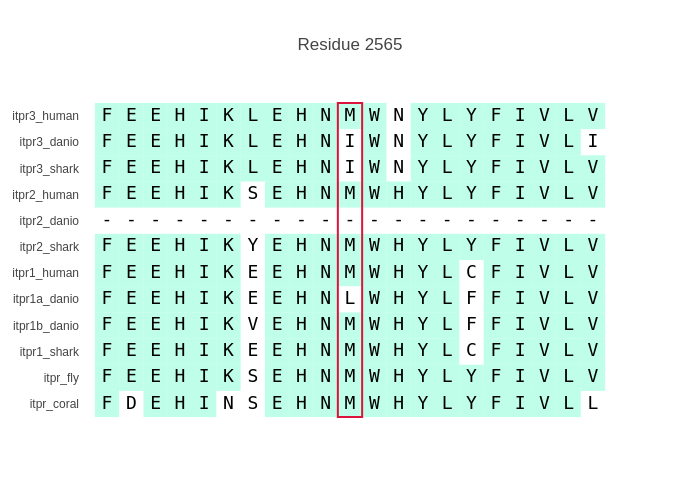 Residue 2565
itpr3_human F E E H I K L E H N M W N Y L Y F I V L V
itpr3_danio F E E H I K L E H N I W N Y L Y F I V L I
itpr3_shark F E E H I K L E H N I W N Y L Y F I V L V
itpr2_human F E E H I K S E H N M W H Y L Y F I V L V
itpr2_danio - - - - - - - - - - - - - - - - - - - - -
itpr2_shark F E E H I K Y E H N M W H Y L Y F I V L V
itpr1_human F E E H I K E E H N M W H Y L C F I V L V
itpr1a_danio F E E H I K E E H N L W H Y L F F I V L V
itpr1b_danio F E E H I K V E H N M W H Y L F F I V L V
itpr1_shark F E E H I K E E H N M W H Y L C F I V L V
itpr_fly F E E H I K S E H N M W H Y L Y F I V L V
itpr_coral F D E H I N S E H N M W H Y L Y F I V L L